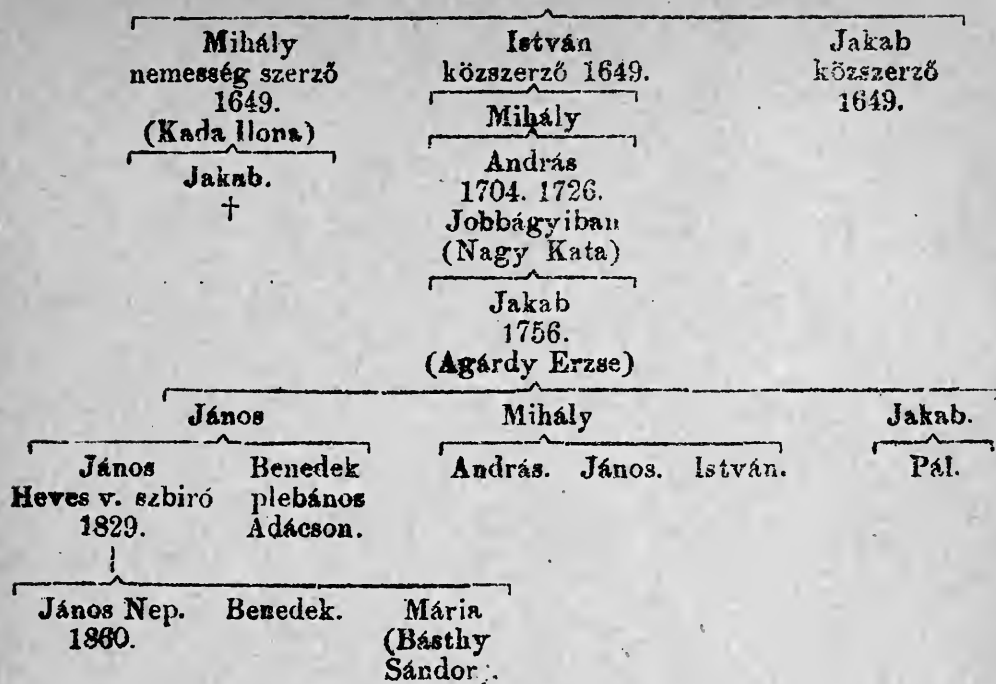 Mihály István Jakab
nemesség szerző közszerző 1649. közszerző
1649. Mihály 1649.
(Kada Ilona) András
Jakab. 1704. 1726.
† Jobbágyiban
(Nagy Kata)
Jakab
1756.
(Agárdy Erzse)
János Mihály Jakab.
János Benedek András. János. István. Pál.
Heves v. szbiró plebános
1829. Adácson.
János Nep. Benedek. Mária
1860. (Básthy
Sándor.